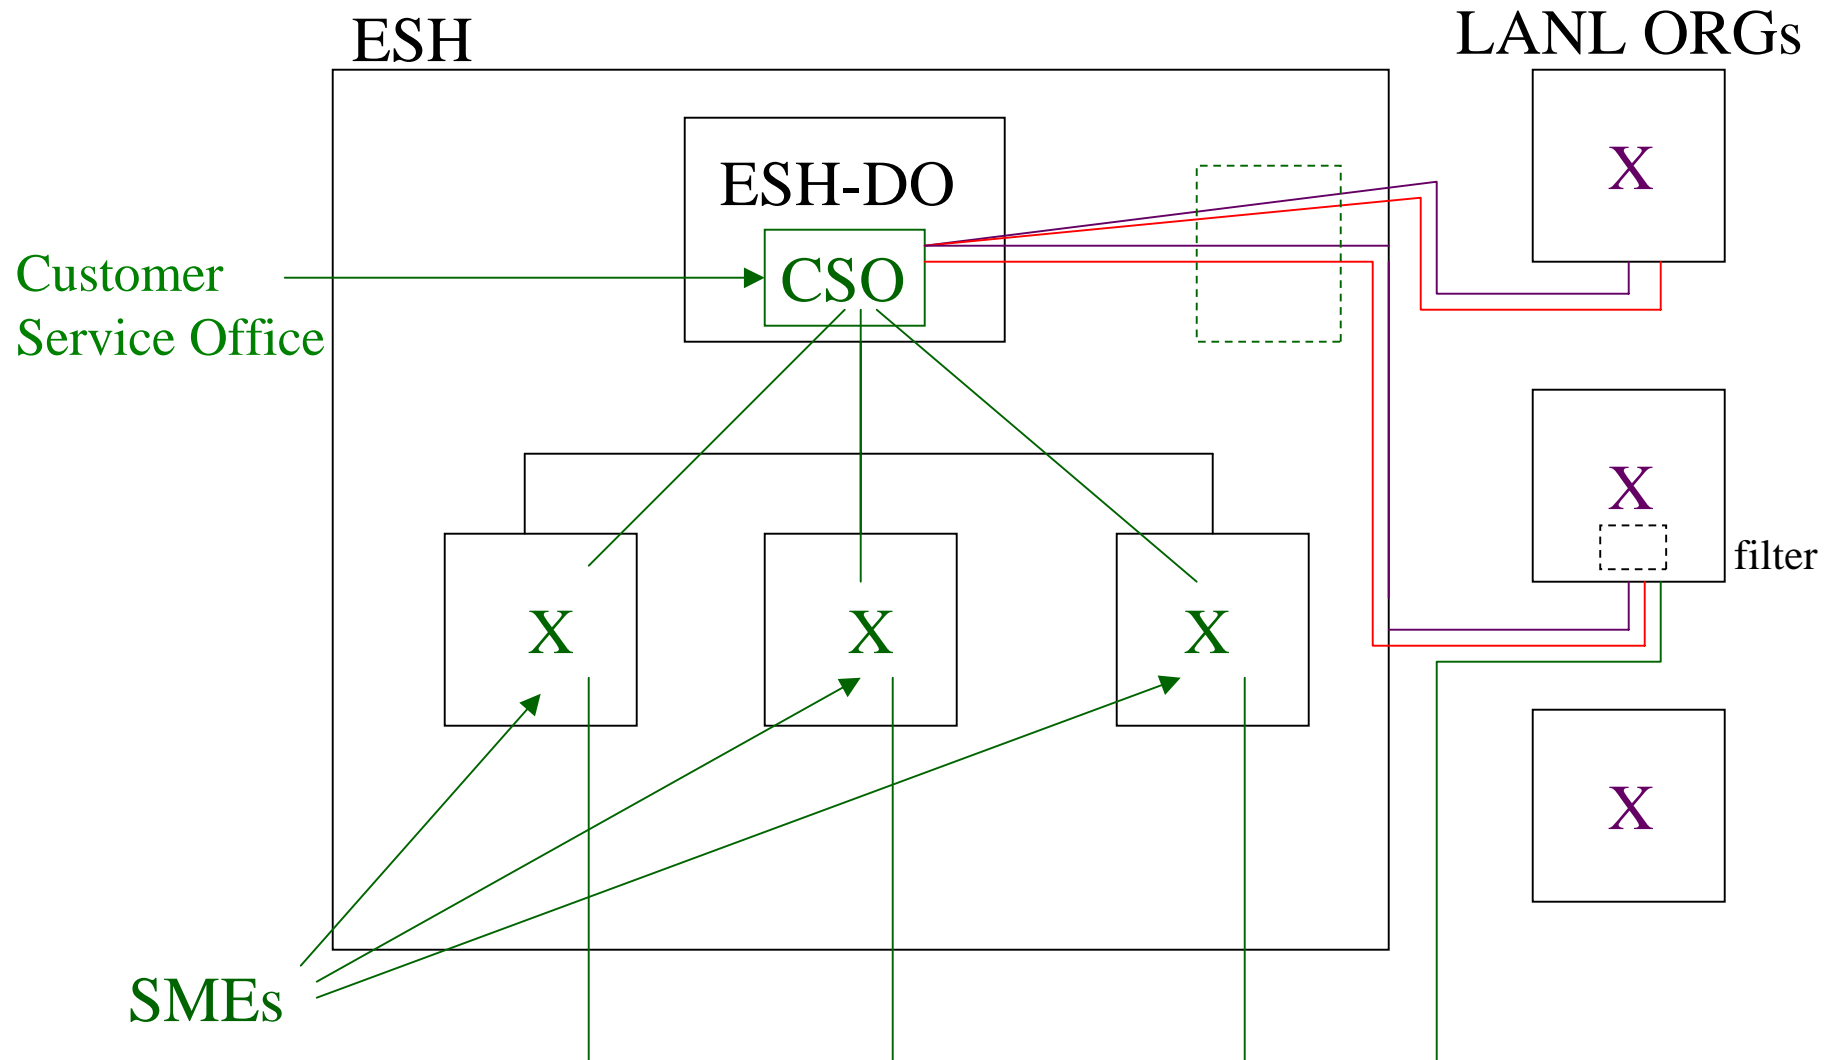 ESH
LANL ORGs
ESH-DO
X
CSO
Customer
Service Office
X
filter
X
X
X
X
SMEs